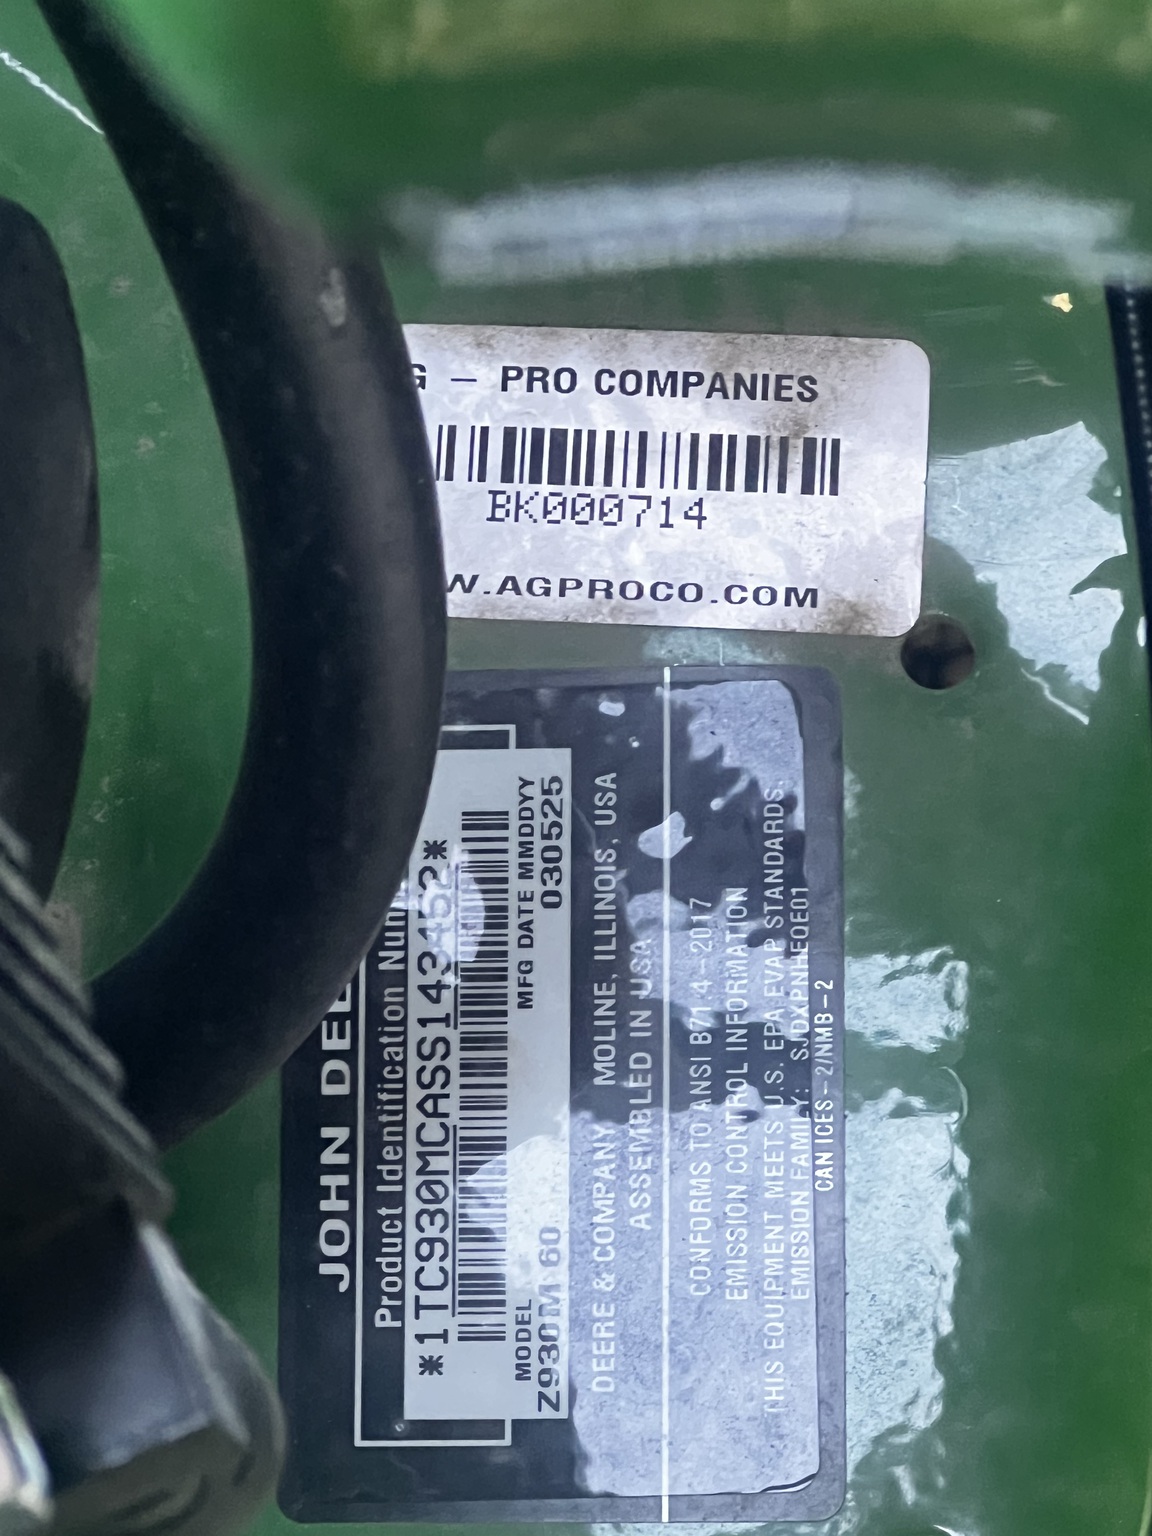 G – PRO COMPANIES
BK000714
W.AGPROCO.COM
JOHN DEE
Product Identification Num
*1TC930MCASS143452*
MODEL
Z930M 60
MFG DATE MMDDYY
030525
DEERE & COMPANY MOLINE, ILLINOIS, USA
ASSEMBLED IN USA
CONFORMS TO ANSI B71.4-2017
EMISSION CONTROL INFORMATION
THIS EQUIPMENT MEETS U.S. EPA EVAP STANDARDS.
EMISSION FAMILY: SJDXPNHEQE01
CAN ICES-2/NMB-2